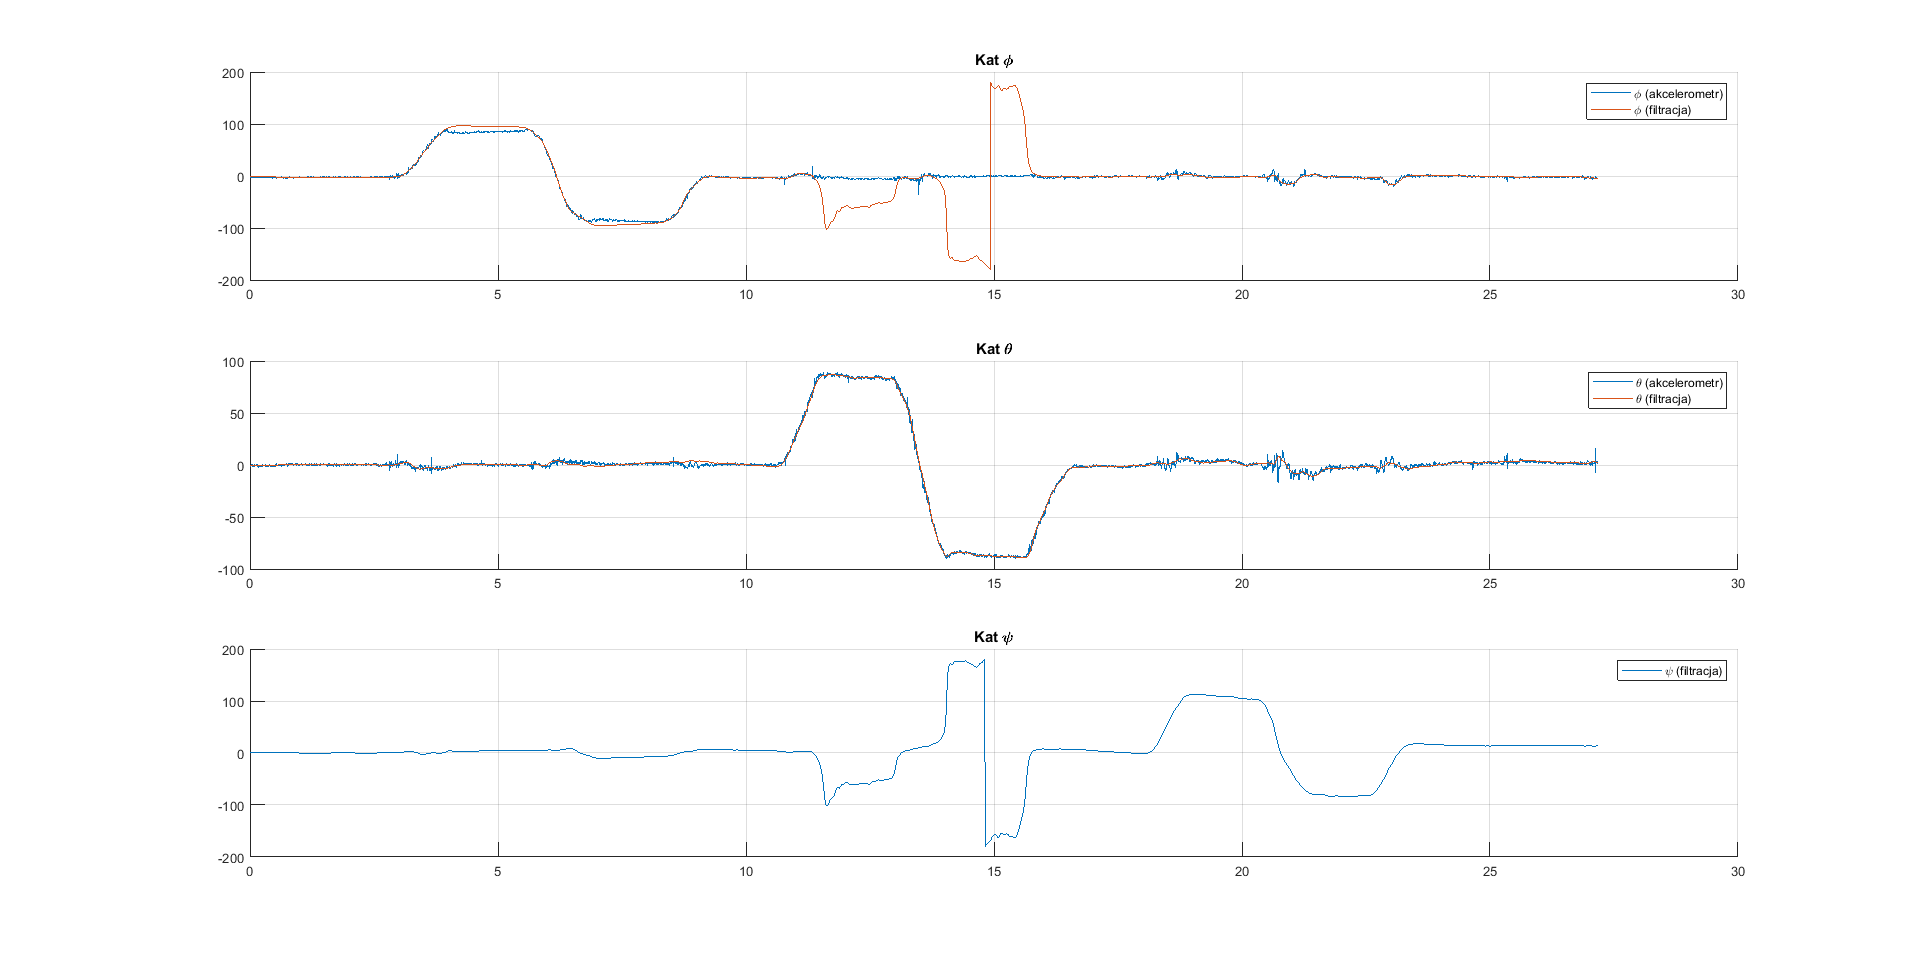 Kat ϕ
200
100
0
-100
-200
0 5 10 15 20 25 30
ϕ (akcelerometr)
ϕ (filtracja)
Kat θ
100
50
0
-50
-100
0 5 10 15 20 25 30
θ (akcelerometr)
θ (filtracja)
Kat ψ
200
100
0
-100
-200
0 5 10 15 20 25 30
ψ (filtracja)